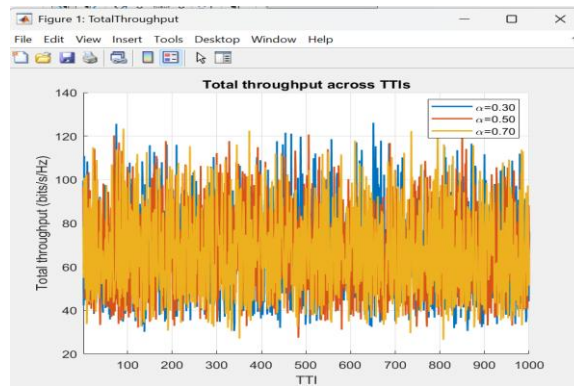 Figure 1: TotalThroughput
File Edit View Insert Tools Desktop Window Help
Total throughput across TTIs
140
120
100
80
60
40
20
Total throughput (bits/s/Hz)
α=0.30
α=0.50
α=0.70
100 200 300 400 500 600 700 800 900 1000
TTI